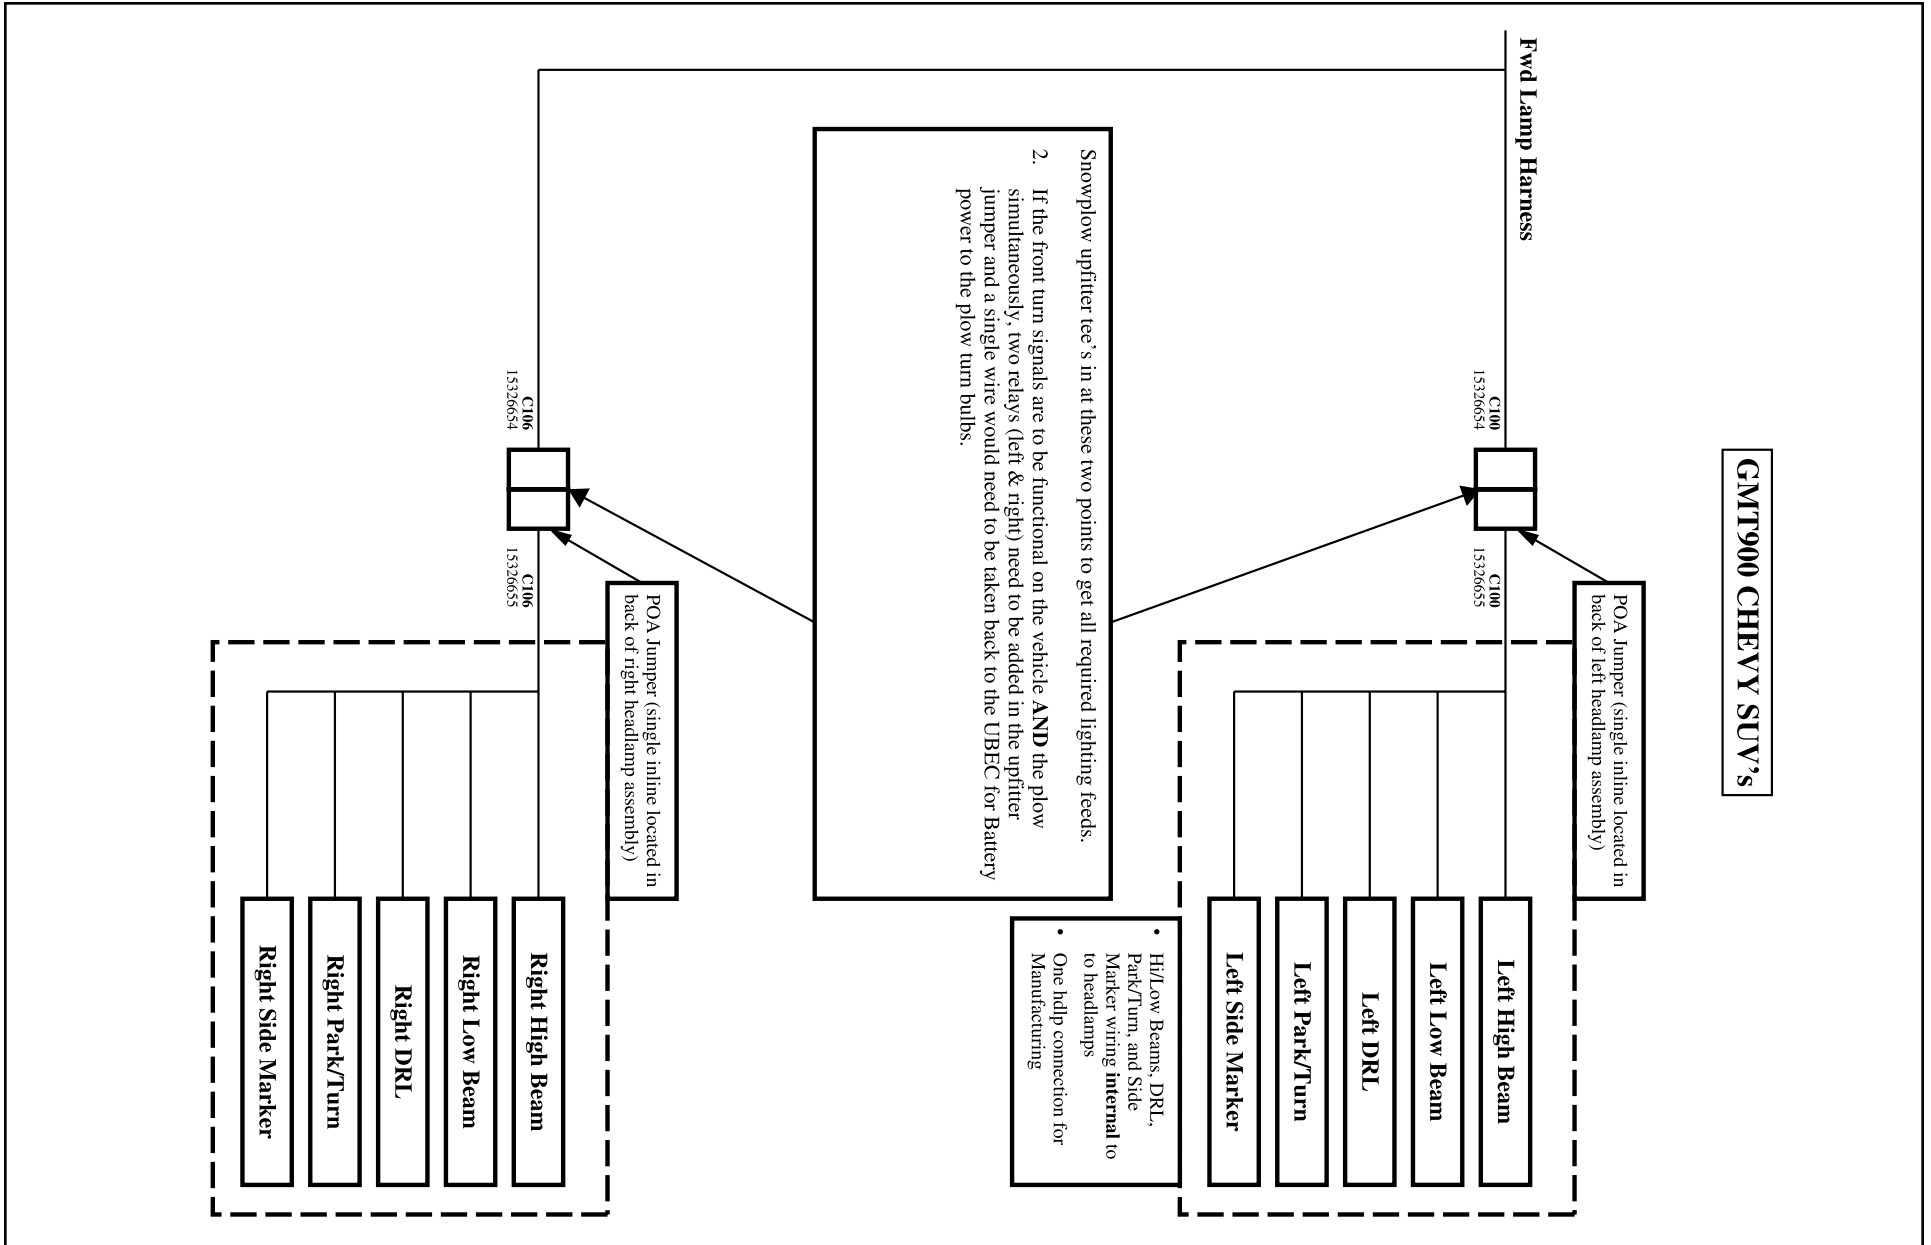 GMT900 CHEVY SUV's
Fwd Lamp Harness
C100
15326654
C100
15326655
POA Jumper (single inline located in
back of left headlamp assembly)
Left High Beam
Left Low Beam
Left DRL
Left Park/Turn
Left Side Marker
• Hi/Low Beams, DRL,
Park/Turn, and Side
Marker wiring internal to
to headlamps
• One hdlp connection for
Manufacturing
Snowplow upfitter tee's in at these two points to get all required lighting feeds.
2. If the front turn signals are to be functional on the vehicle AND the plow
simultaneously, two relays (left & right) need to be added in the upfitter
jumper and a single wire would need to be taken back to the UBEC for Battery
power to the plow turn bulbs.
C106
15326654
C106
15326655
POA Jumper (single inline located in
back of right headlamp assembly)
Right High Beam
Right Low Beam
Right DRL
Right Park/Turn
Right Side Marker